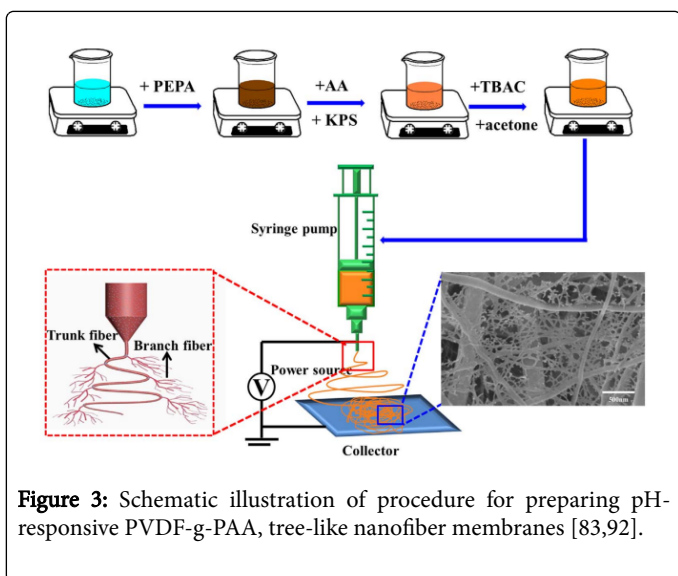 + PEPA
+AA
+ KPS
+TBAC
+acetone
Syringe pump
Trunk fiber
Branch fiber
Power source
V
500nm
Collector
Figure 3: Schematic illustration of procedure for preparing pH-
responsive PVDF-g-PAA, tree-like nanofiber membranes [83,92].